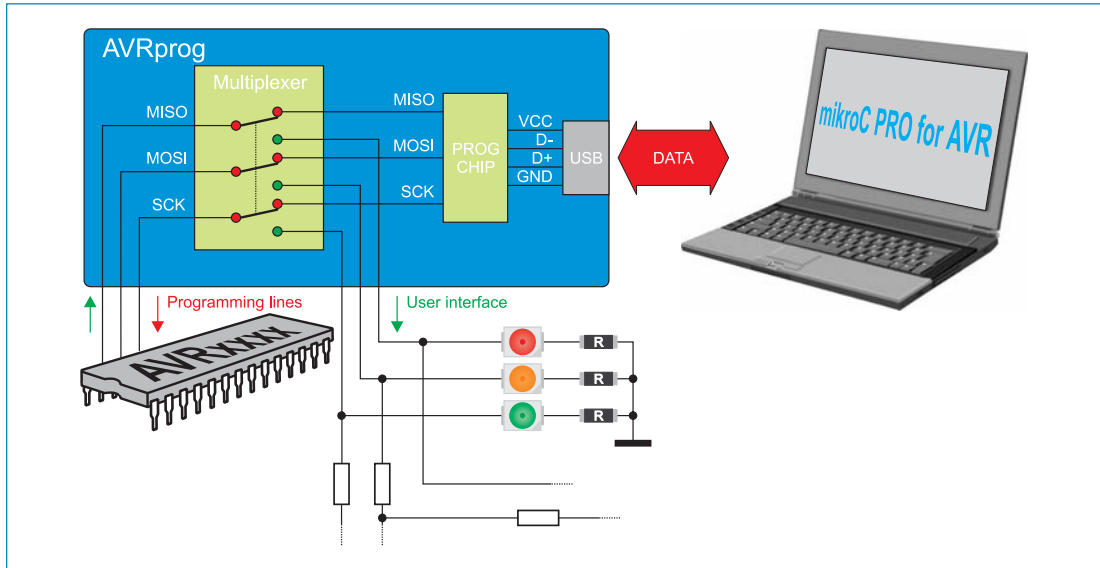 AVRprog
Multiplexer
MISO
MISO
VCC
D-
MOSI
MOSI
PROG
CHIP
D+
USB
GND
SCK
SCK
DATA
mikroC PRO for AVR
Programming lines
User interface
AVRxxxx
R
R
R